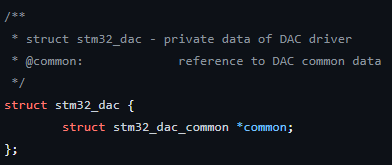 /**
 * struct stm32_dac - private data of DAC driver
 * @common:		reference to DAC common data
 */
struct stm32_dac {
	struct stm32_dac_common *common;
};